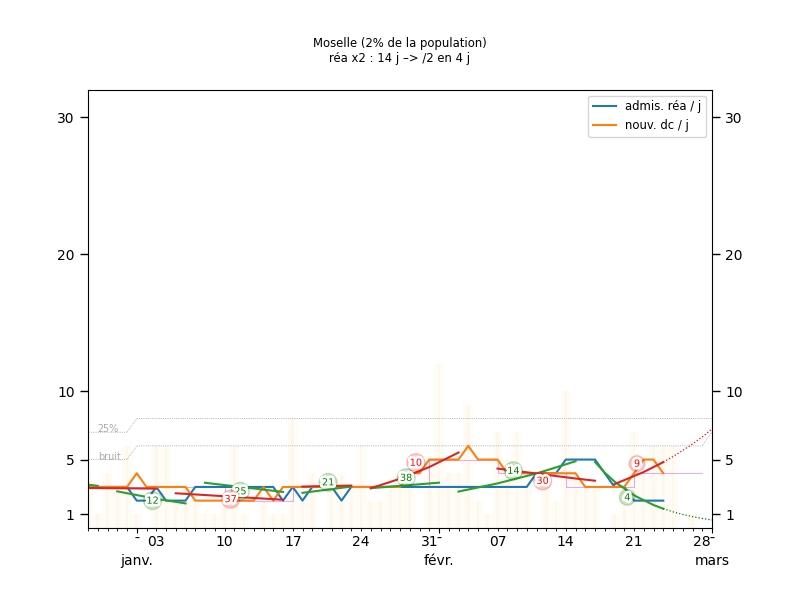 Moselle (2% de la population)
réa x2 : 14 j –> /2 en 4 j
admis. réa / j
nouv. dc / j
30 30
20 20
10 10
5 5
1 1
25%
bruit
12 37 25 21 38 10 14 30 9 4
03 10 17 24 31 07 14 21 28
janv. févr. mars